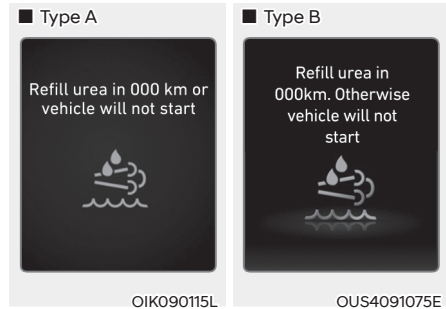 ■ Type A
Refill urea in 000 km or
vehicle will not start
OIK090115L
■ Type B
Refill urea in
000km. Otherwise
vehicle will not
start
OUS4091075E